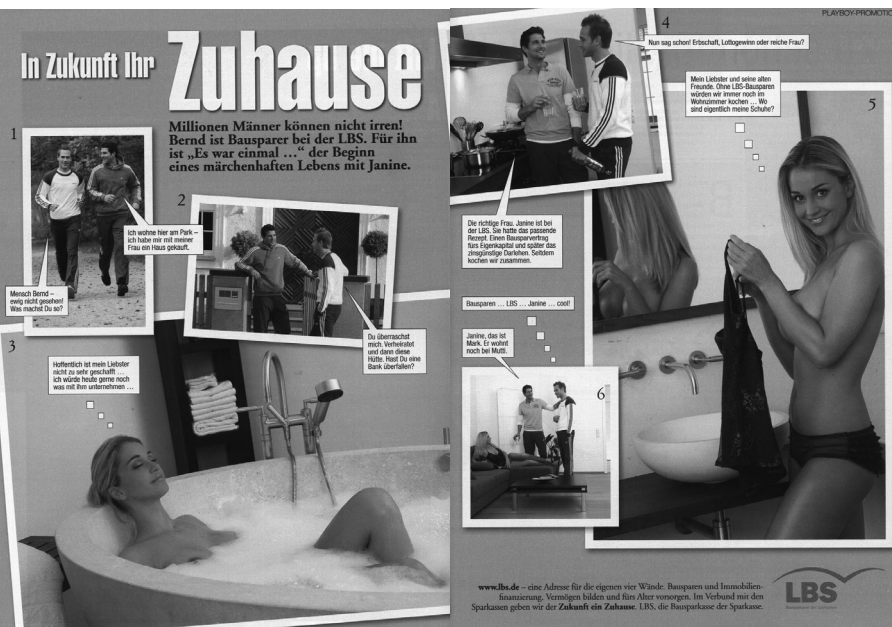 In Zukunft Ihr Zuhause
Millionen Männer können nicht irren!
Bernd ist Bausparer bei der LBS. Für ihn
ist „Es war einmal …“ der Beginn
eines märchenhaften Lebens mit Janine.
1
Mensch Bernd –
ewig nicht gesehen!
Was machst Du so?
Ich wohne hier am Park –
ich habe mir mit meiner
Frau ein Haus gekauft.
2
Du überraschst
mich. Verheiratet
und dann diese
Hütte. Hast Du eine
Bank überfallen?
3
Hoffentlich ist mein Liebster
nicht zu sehr geschafft …
ich würde heute gerne noch
was mit ihm unternehmen …
PLAYBOY-PROMOTIO
4
Nun sag schon! Erbschaft, Lottogewinn oder reiche Frau?
Die richtige Frau. Janine ist bei
der LBS. Sie hatte das passende
Rezept. Einen Bausparvertrag
fürs Eigenkapital und später das
zinsgünstige Darlehen. Seitdem
kochen wir zusammen.
5
Mein Liebster und seine alten
Freunde. Ohne LBS-Bausparen
würden wir immer noch im
Wohnzimmer kochen … Wo
sind eigentlich meine Schuhe?
Bausparen … LBS … Janine … cool!
Janine, das ist
Mark. Er wohnt
noch bei Mutti.
6
www.lbs.de – eine Adresse für die eigenen vier Wände. Bausparen und Immobilien-
finanzierung. Vermögen bilden und fürs Alter vorsorgen. Im Verbund mit den
Sparkassen geben wir der Zukunft ein Zuhause. LBS, die Bausparkasse der Sparkasse.
LBS